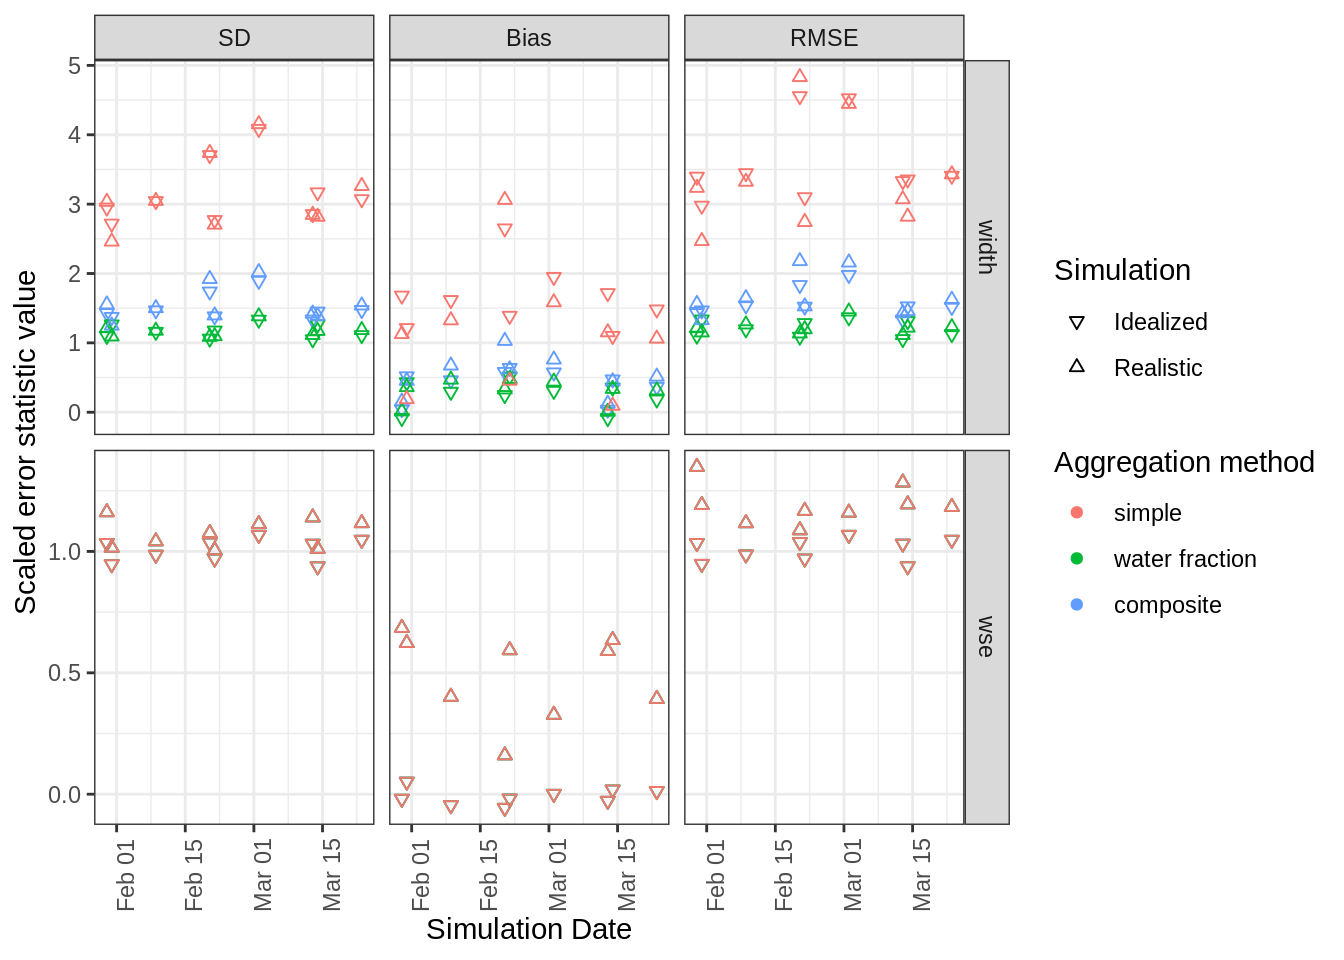 SD
Bias
RMSE
5
4
3
2
1
0
width
1.0
0.5
0.0
wse
Scaled error statistic value
Feb 01
Feb 15
Mar 01
Mar 15
Feb 01
Feb 15
Mar 01
Mar 15
Feb 01
Feb 15
Mar 01
Mar 15
Simulation Date
Simulation
Idealized
Realistic
Aggregation method
simple
water fraction
composite